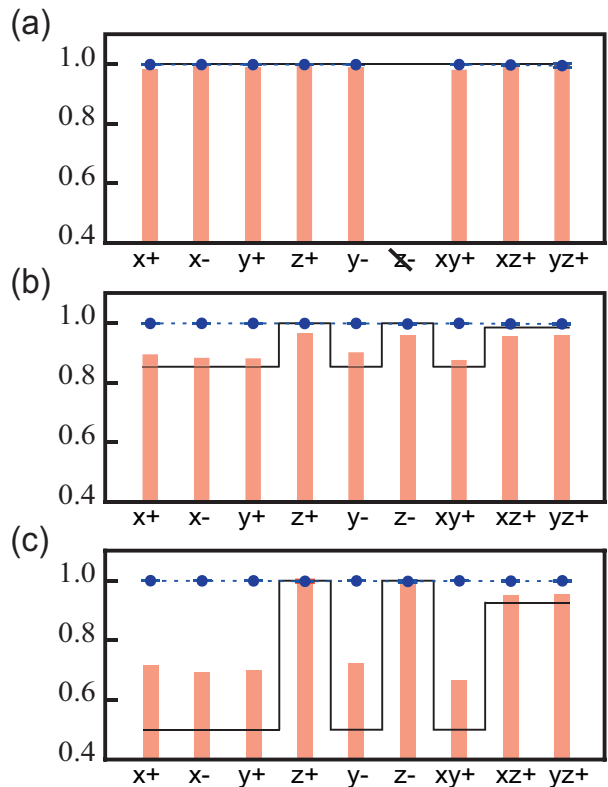 (a)
1.0
0.8
0.6
0.4
x+ x- y+ z+ y- z- xy+ xz+ yz+
(b)
1.0
0.8
0.6
0.4
x+ x- y+ z+ y- z- xy+ xz+ yz+
(c)
1.0
0.8
0.6
0.4
x+ x- y+ z+ y- z- xy+ xz+ yz+